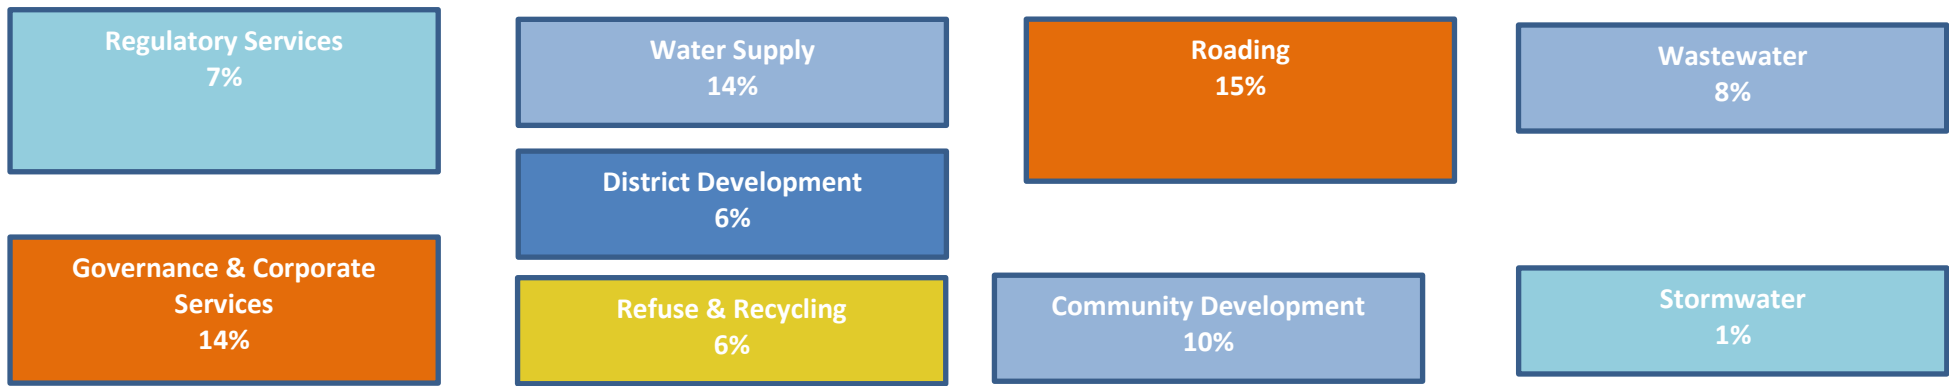 Regulatory Services
7%
Water Supply
14%
Roading
15%
Wastewater
8%
District Development
6%
Governance & Corporate
Services
14%
Refuse & Recycling
6%
Community Development
10%
Stormwater
1%